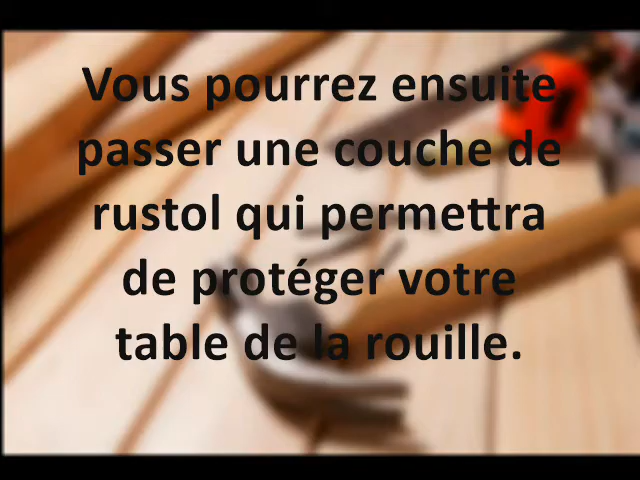 Vous pourrez ensuite
passer une couche de
rustol qui permettra
de protéger votre
table de la rouille.